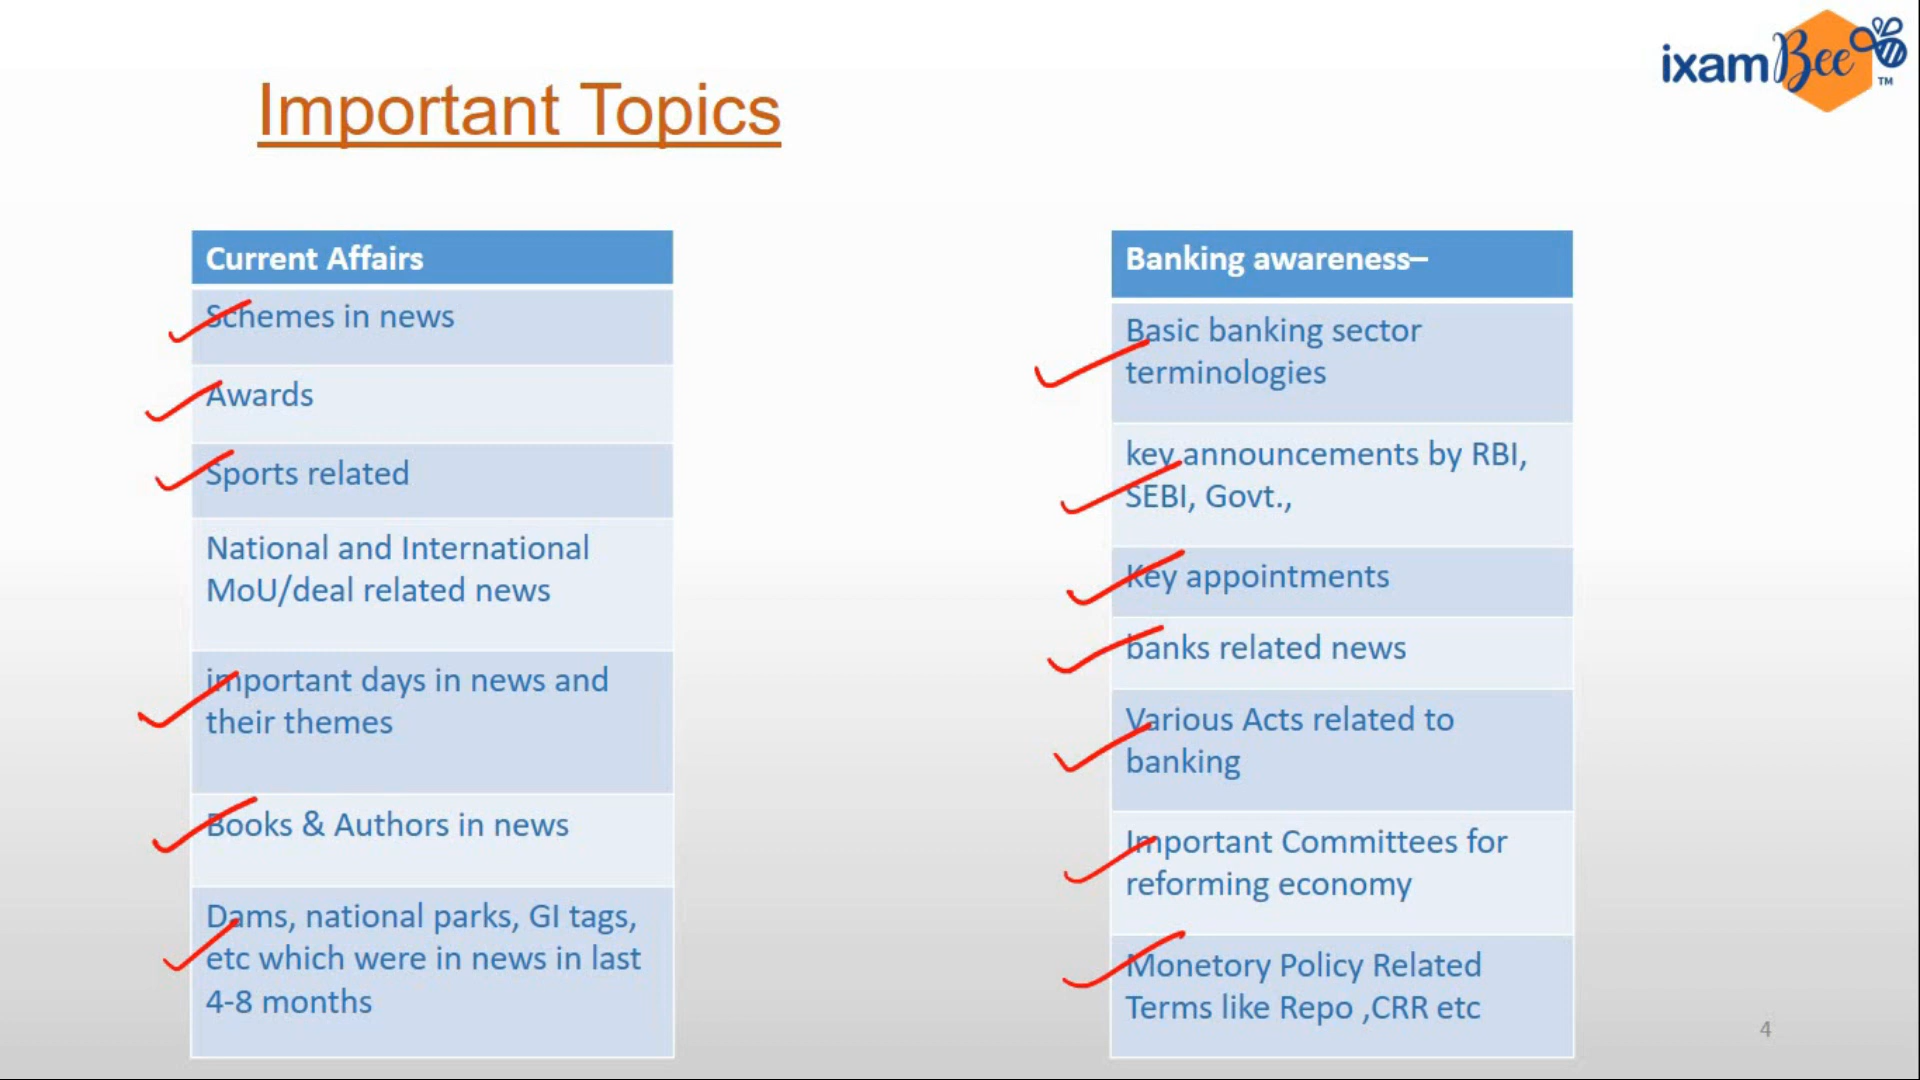 ixamBee
TM
Important Topics
Current Affairs
Schemes in news
Awards
Sports related
National and International
MoU/deal related news
important days in news and
their themes
Books & Authors in news
Dams, national parks, GI tags,
etc which were in news in last
4-8 months
Banking awareness–
Basic banking sector
terminologies
key announcements by RBI,
SEBI, Govt.,
Key appointments
banks related news
Various Acts related to
banking
Important Committees for
reforming economy
Monetory Policy Related
Terms like Repo ,CRR etc
4